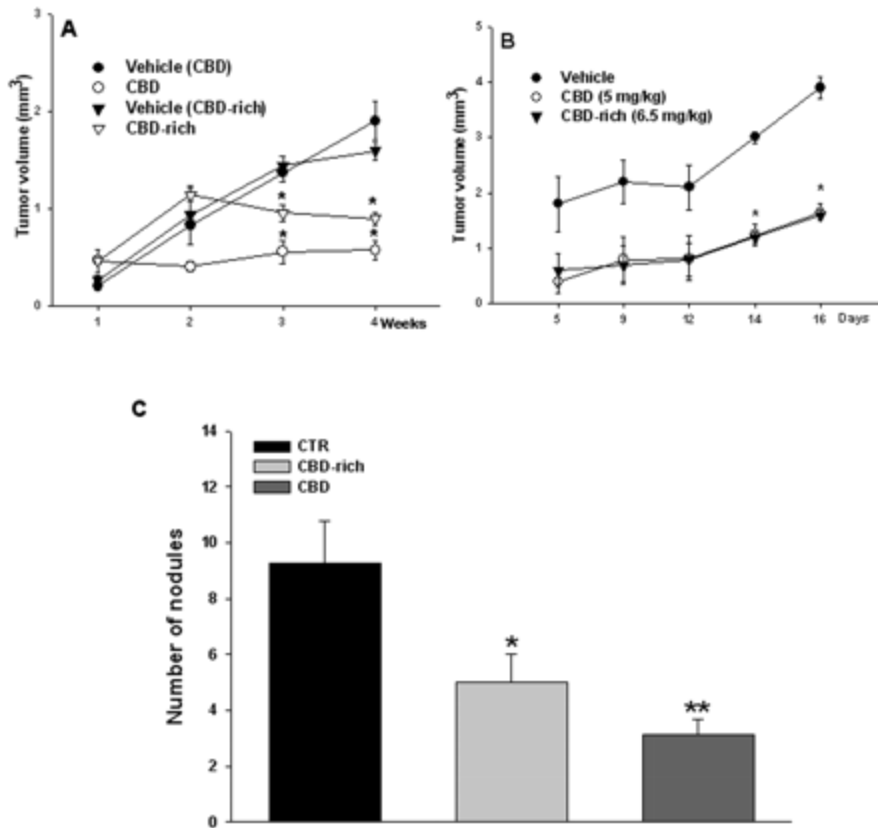 A
Tumor volume (mm3)
3
2
1
0
Vehicle (CBD)
CBD
Vehicle (CBD-rich)
CBD-rich
*
*
*
*
1
2
3
4
Weeks
B
Tumor volume (mm3)
5
4
3
2
1
0
Vehicle
CBD (5 mg/kg)
CBD-rich (6.5 mg/kg)
*
*
5
9
12
14
16
Days
C
Number of nodules
14
12
10
8
6
4
2
0
CTR
CBD-rich
CBD
*
**